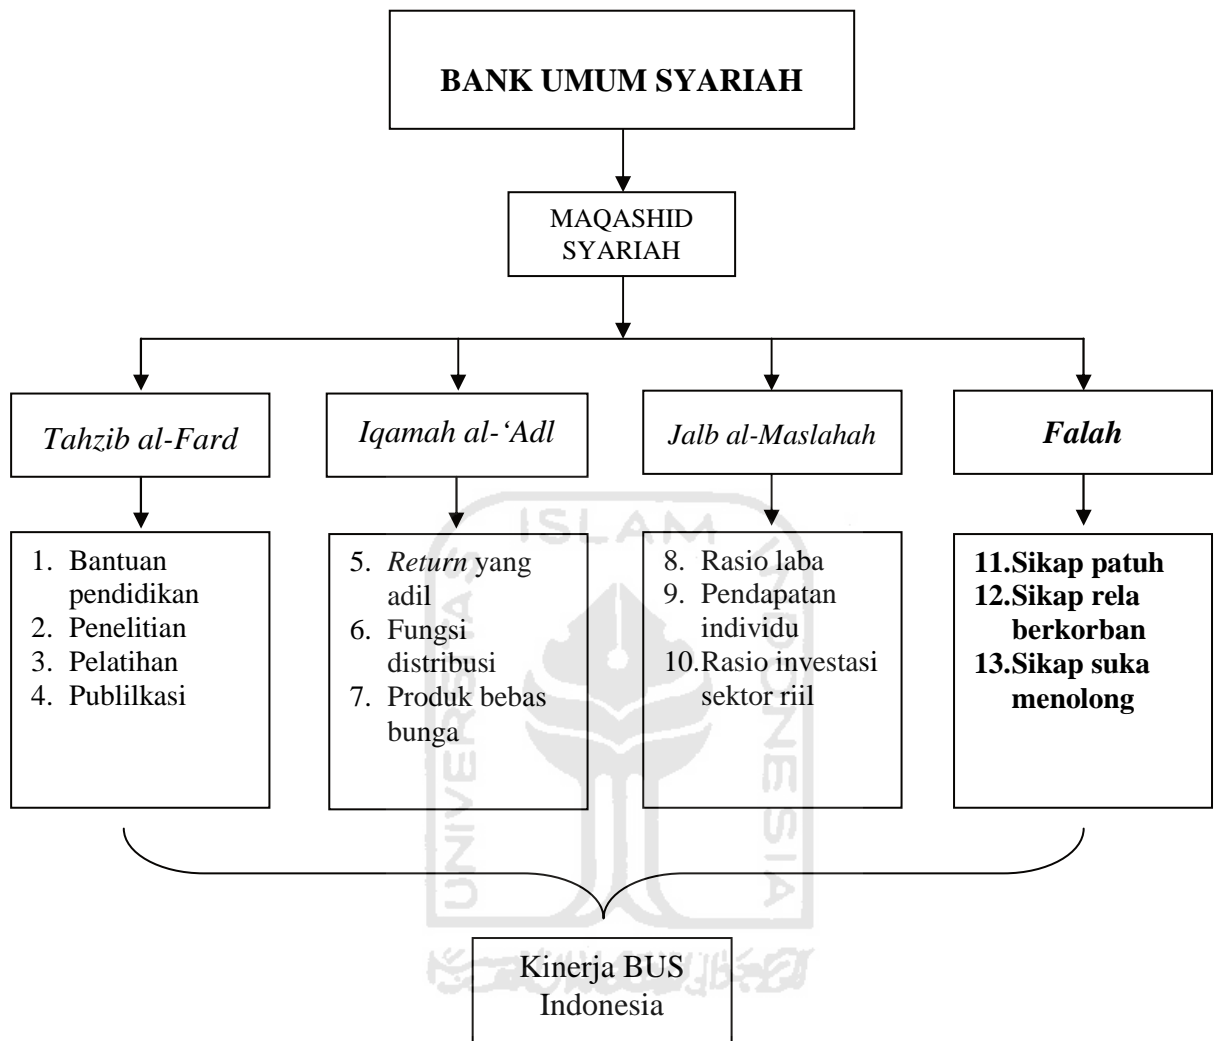 BANK UMUM SYARIAH
MAQASHID
SYARIAH
Tahzib al-Fard
Iqamah al-‘Adl
Jalb al-Maslahah
Falah
1. Bantuan
pendidikan
2. Penelitian
3. Pelatihan
4. Publilkasi
5. Return yang
adil
6. Fungsi
distribusi
7. Produk bebas
bunga
8. Rasio laba
9. Pendapatan
individu
10.Rasio investasi
sektor riil
11.Sikap patuh
12.Sikap rela
berkorban
13.Sikap suka
menolong
UNIVERSITAS
ISLAM
INDONESIA
Kinerja BUS
Indonesia